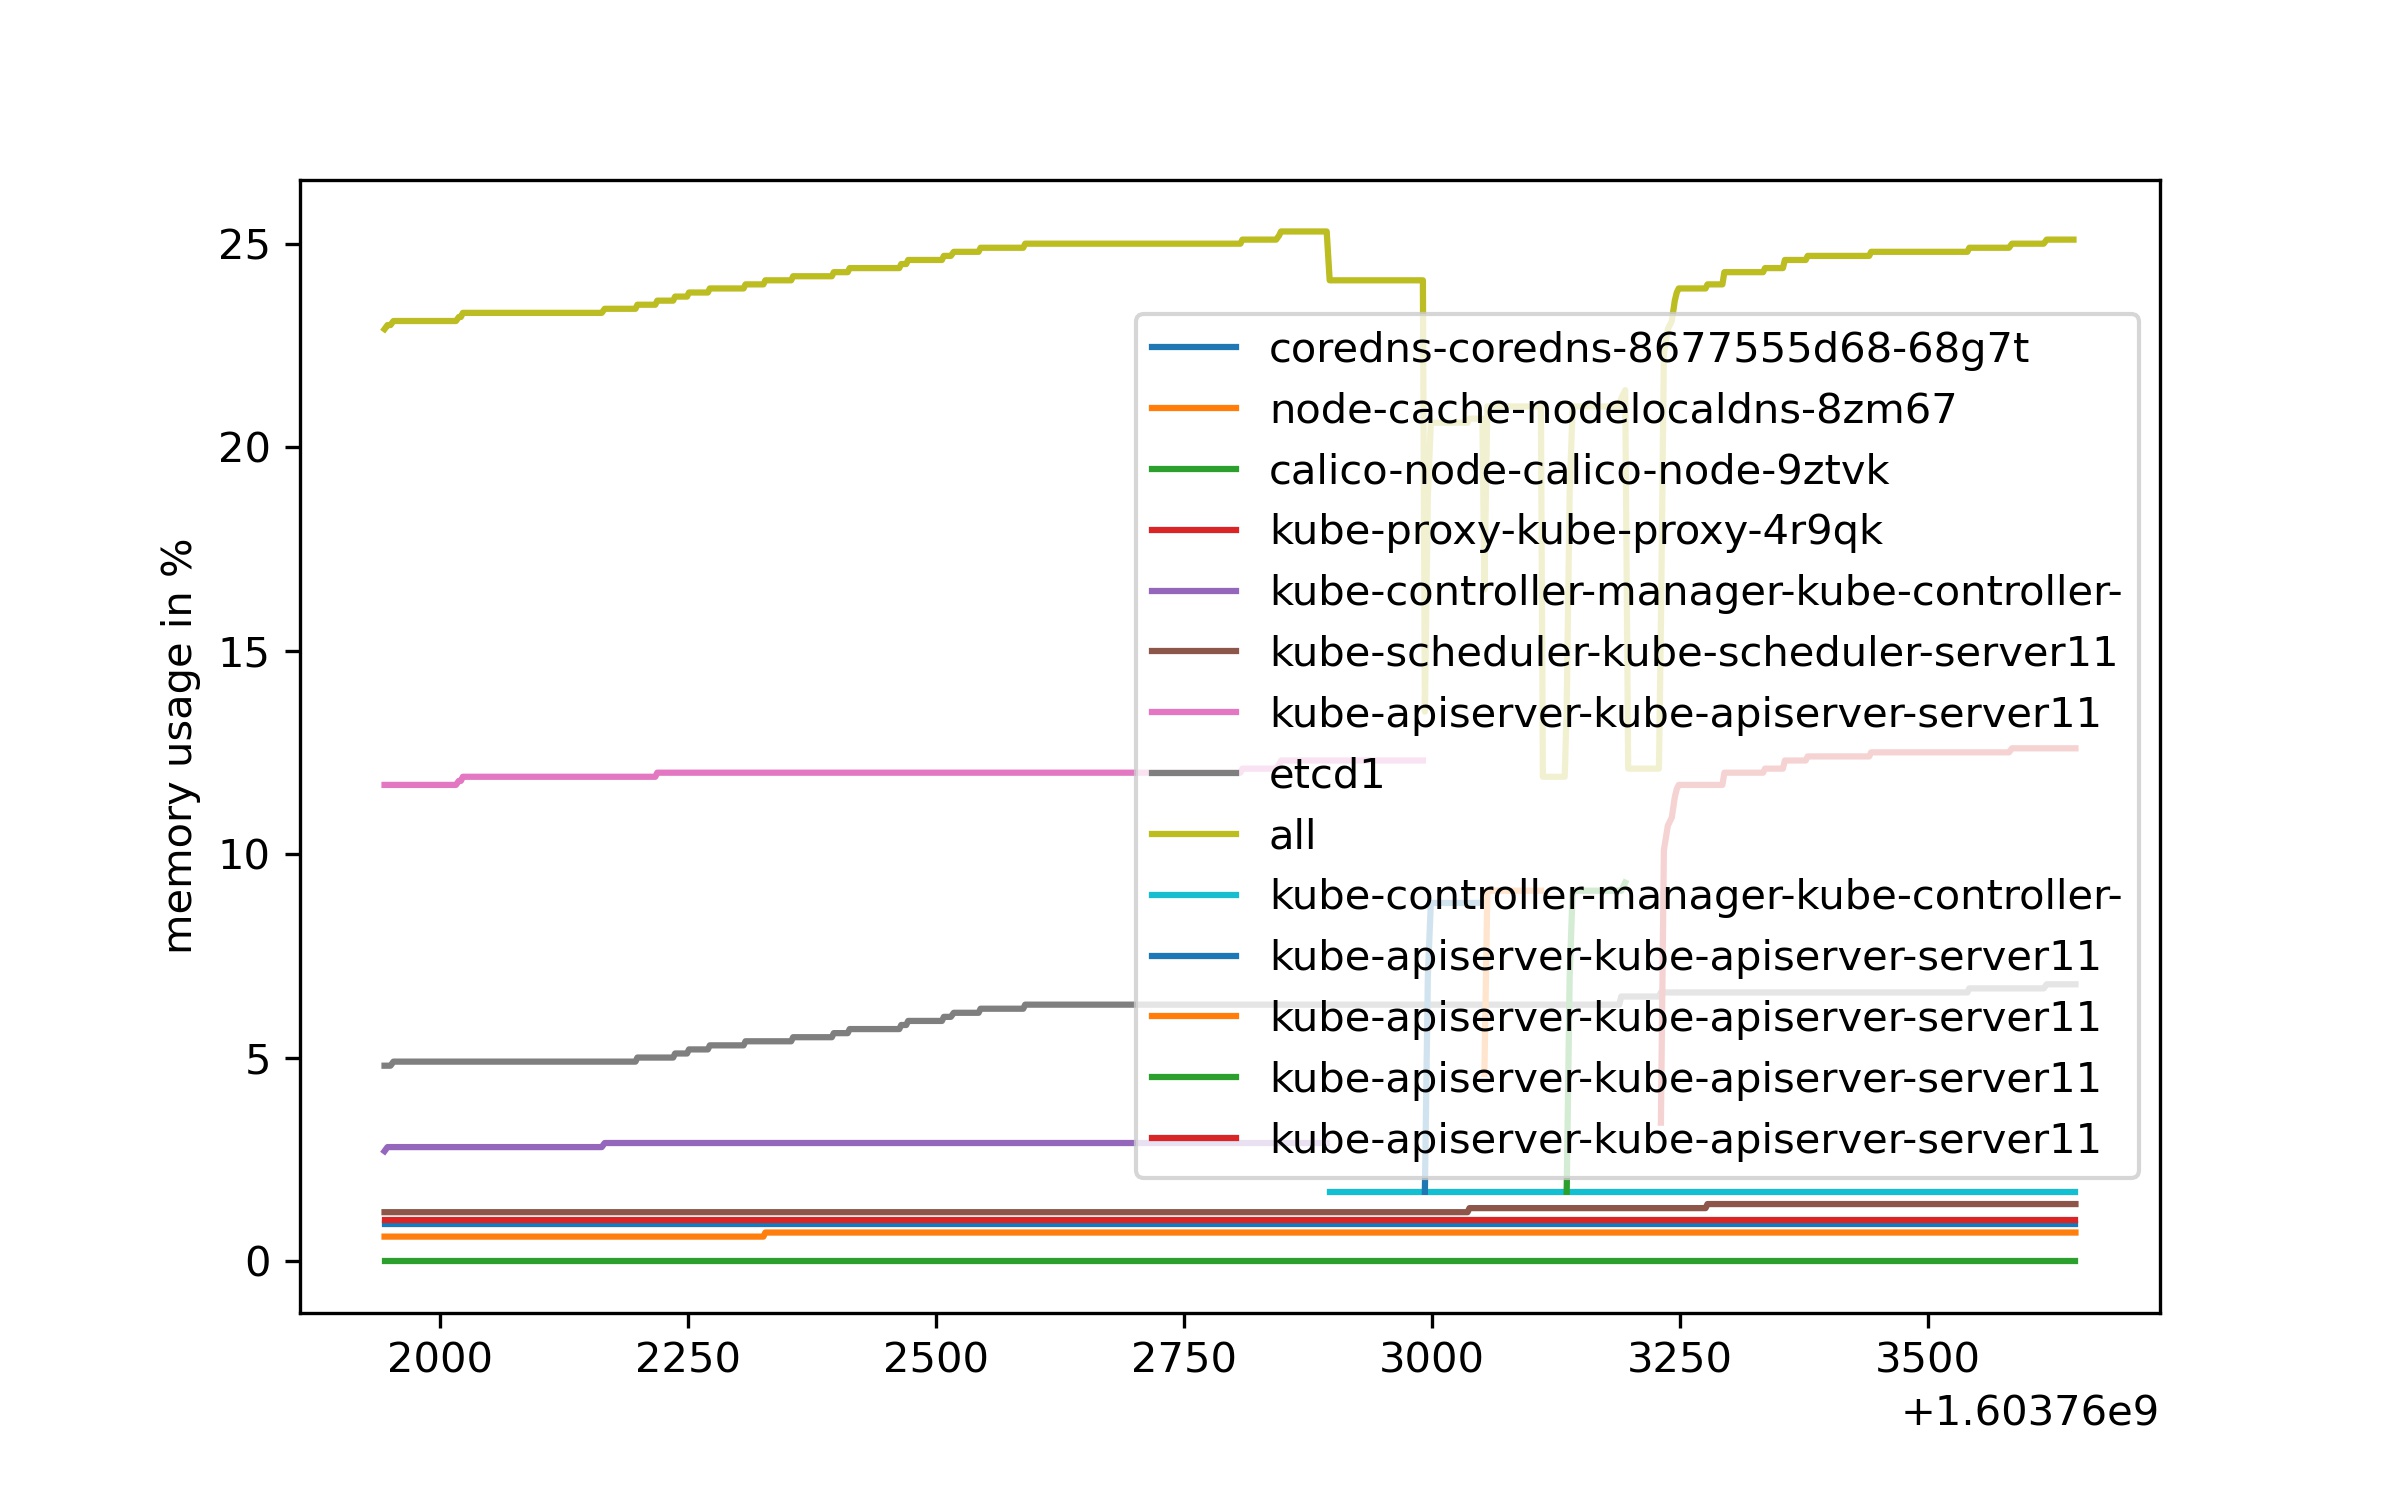 memory usage in %
25
20
15
10
5
0
coredns-coredns-8677555d68-68g7t
node-cache-nodelocaldns-8zm67
calico-node-calico-node-9ztvk
kube-proxy-kube-proxy-4r9qk
kube-controller-manager-kube-controller-
kube-scheduler-kube-scheduler-server11
kube-apiserver-kube-apiserver-server11
etcd1
all
kube-controller-manager-kube-controller-
kube-apiserver-kube-apiserver-server11
kube-apiserver-kube-apiserver-server11
kube-apiserver-kube-apiserver-server11
kube-apiserver-kube-apiserver-server11
2000 2250 2500 2750 3000 3250 3500
+1.60376e9